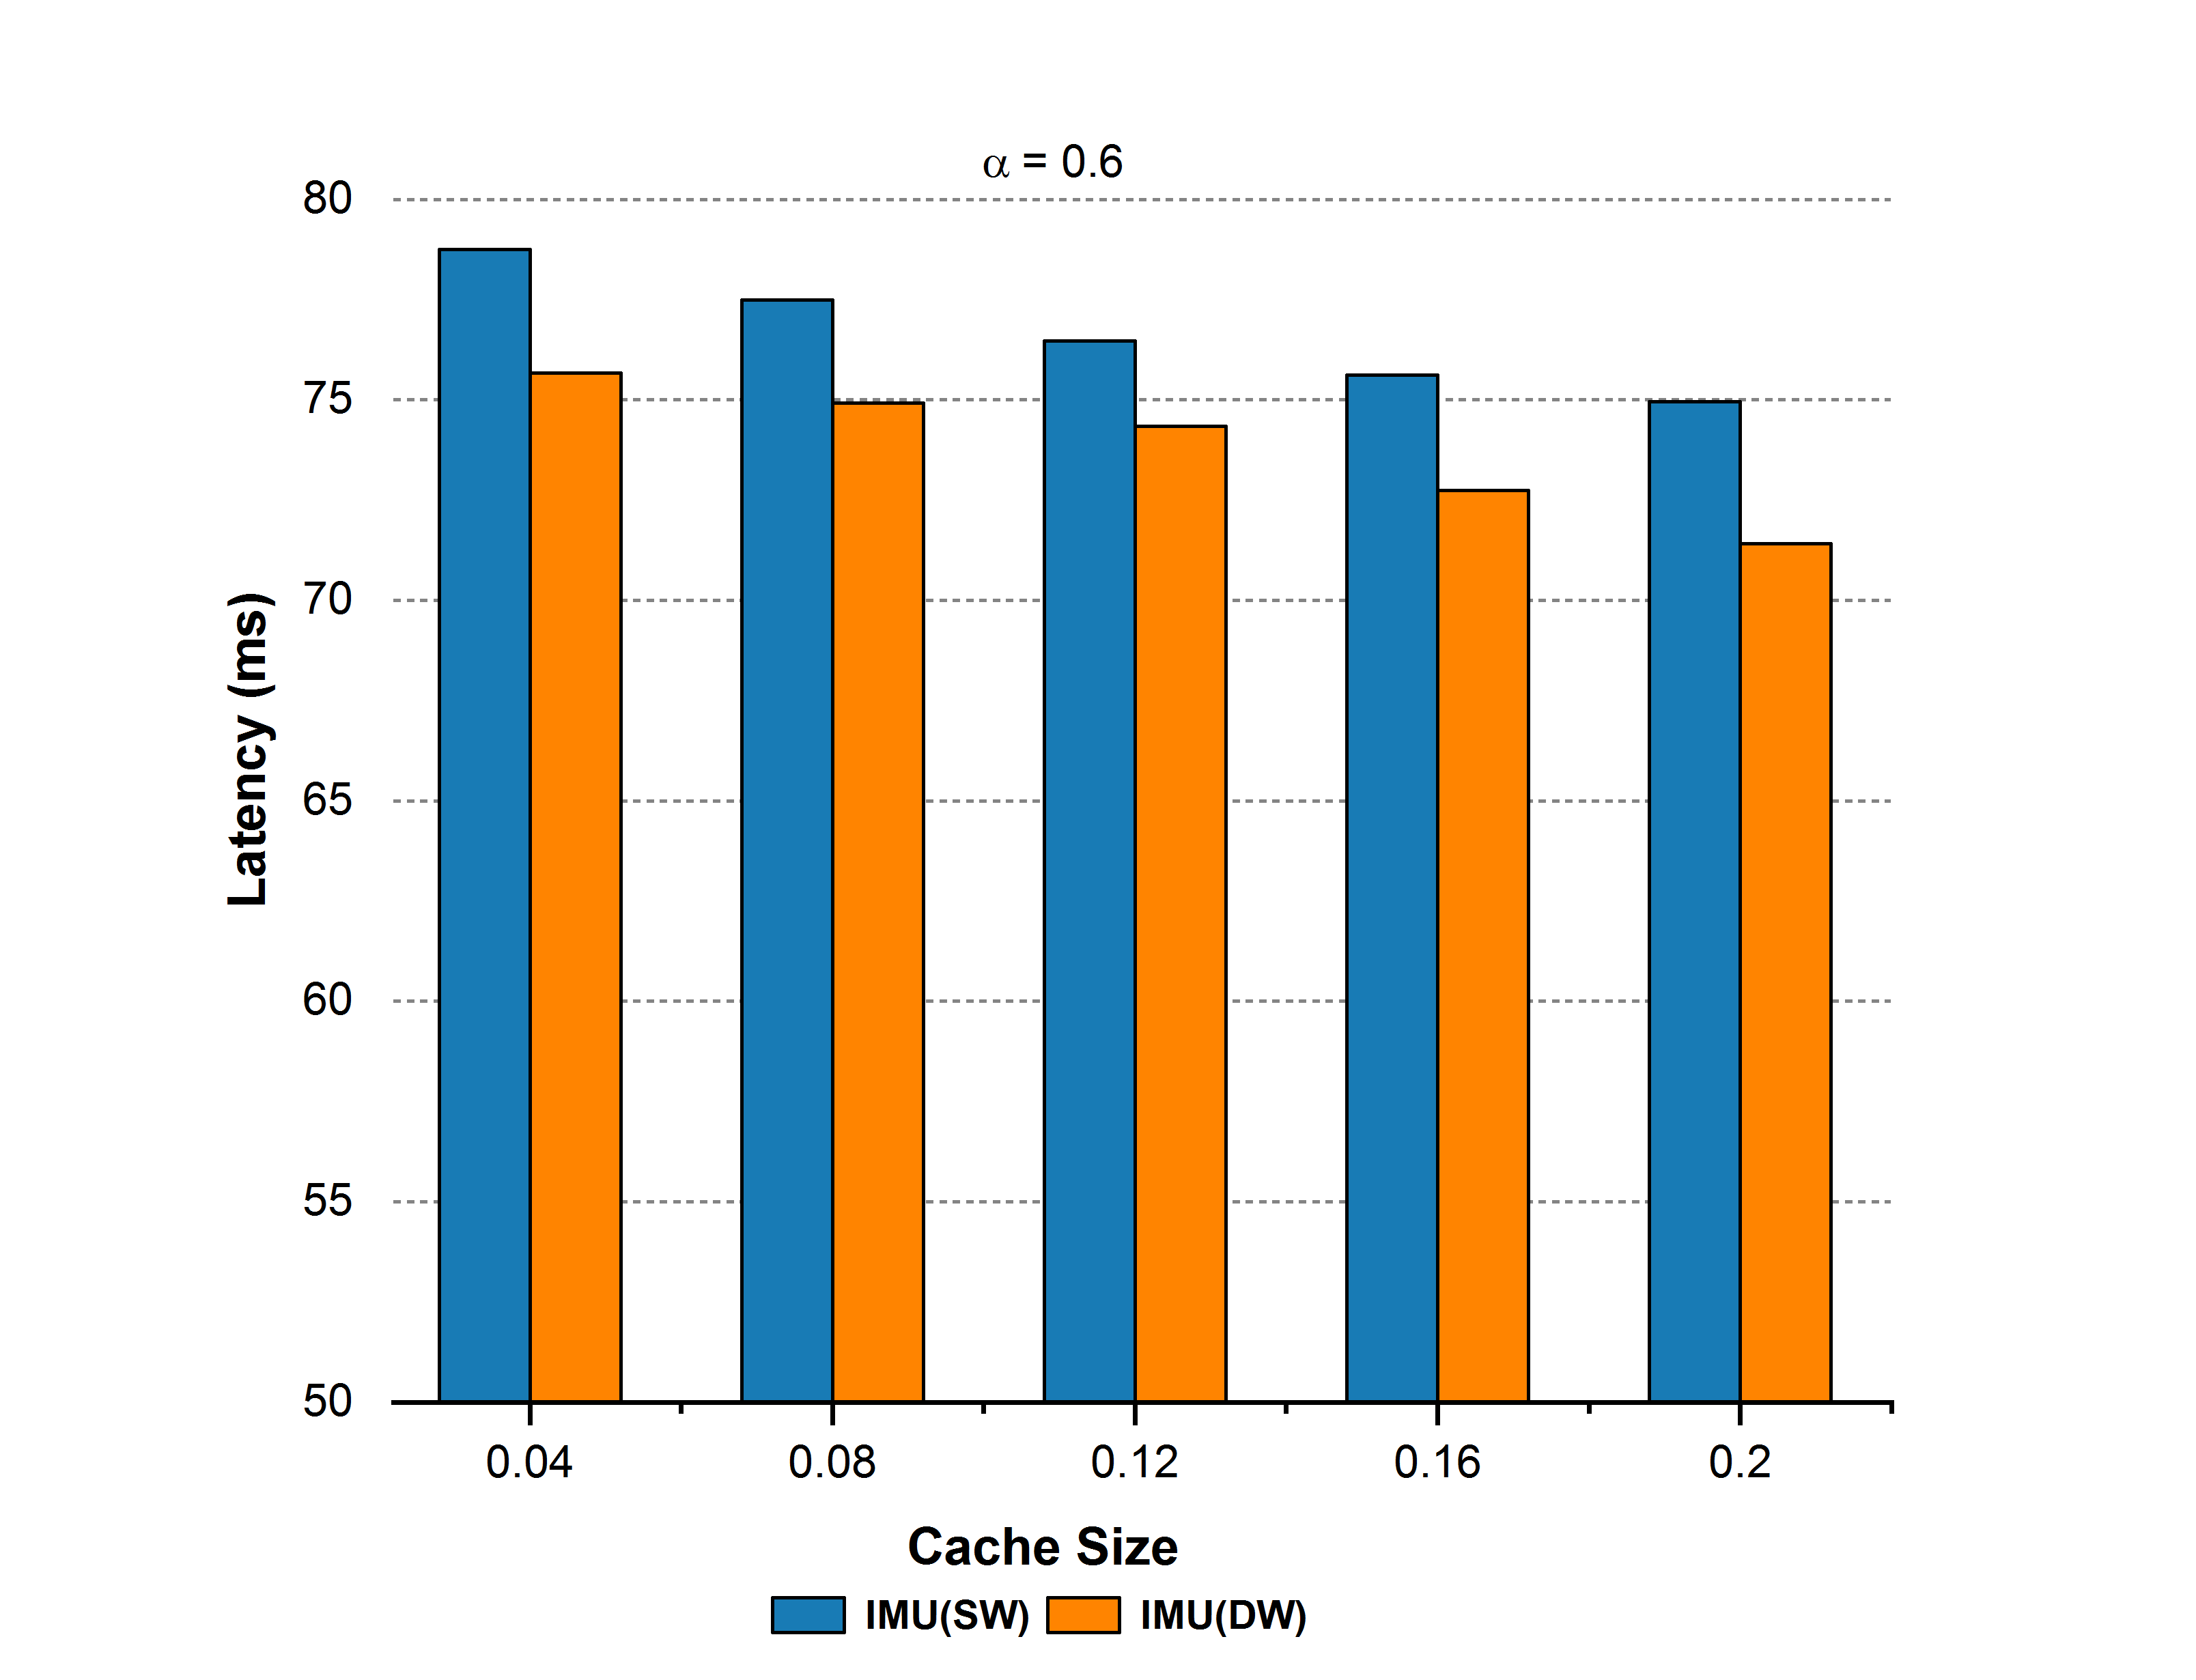 α = 0.6
80
75
70
65
60
55
50
Latency (ms)
0.04 0.08 0.12 0.16 0.2
Cache Size
IMU(SW) IMU(DW)